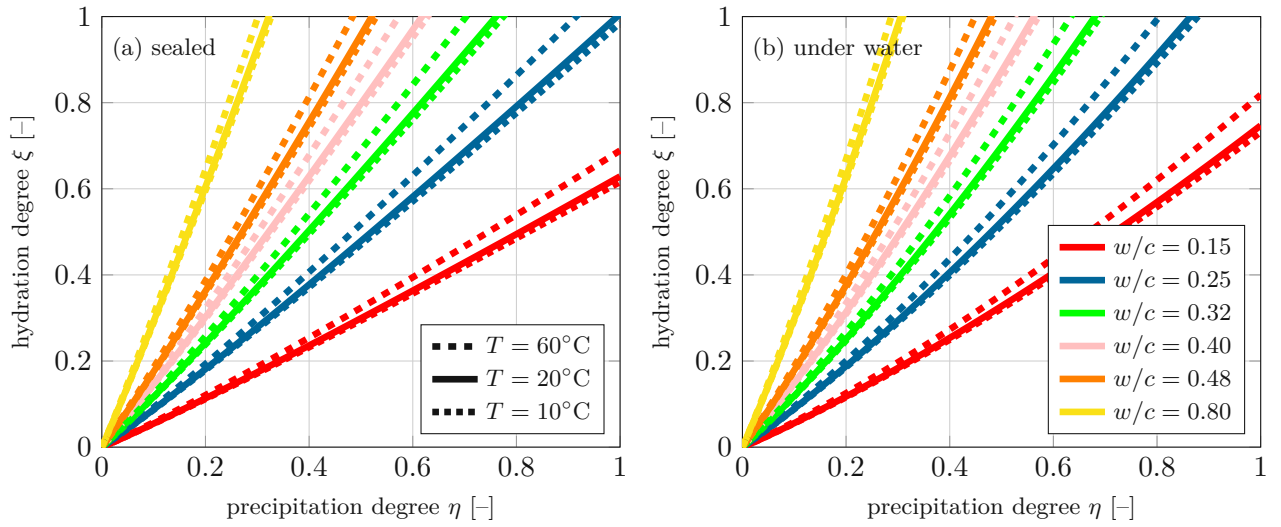 (a) sealed
hydration degree ξ [–]
1
0.8
0.6
0.4
0.2
0
0 0.2 0.4 0.6 0.8 1
precipitation degree η [–]
T = 60°C
T = 20°C
T = 10°C
(b) under water
hydration degree ξ [–]
1
0.8
0.6
0.4
0.2
0
0 0.2 0.4 0.6 0.8 1
precipitation degree η [–]
w/c = 0.15
w/c = 0.25
w/c = 0.32
w/c = 0.40
w/c = 0.48
w/c = 0.80